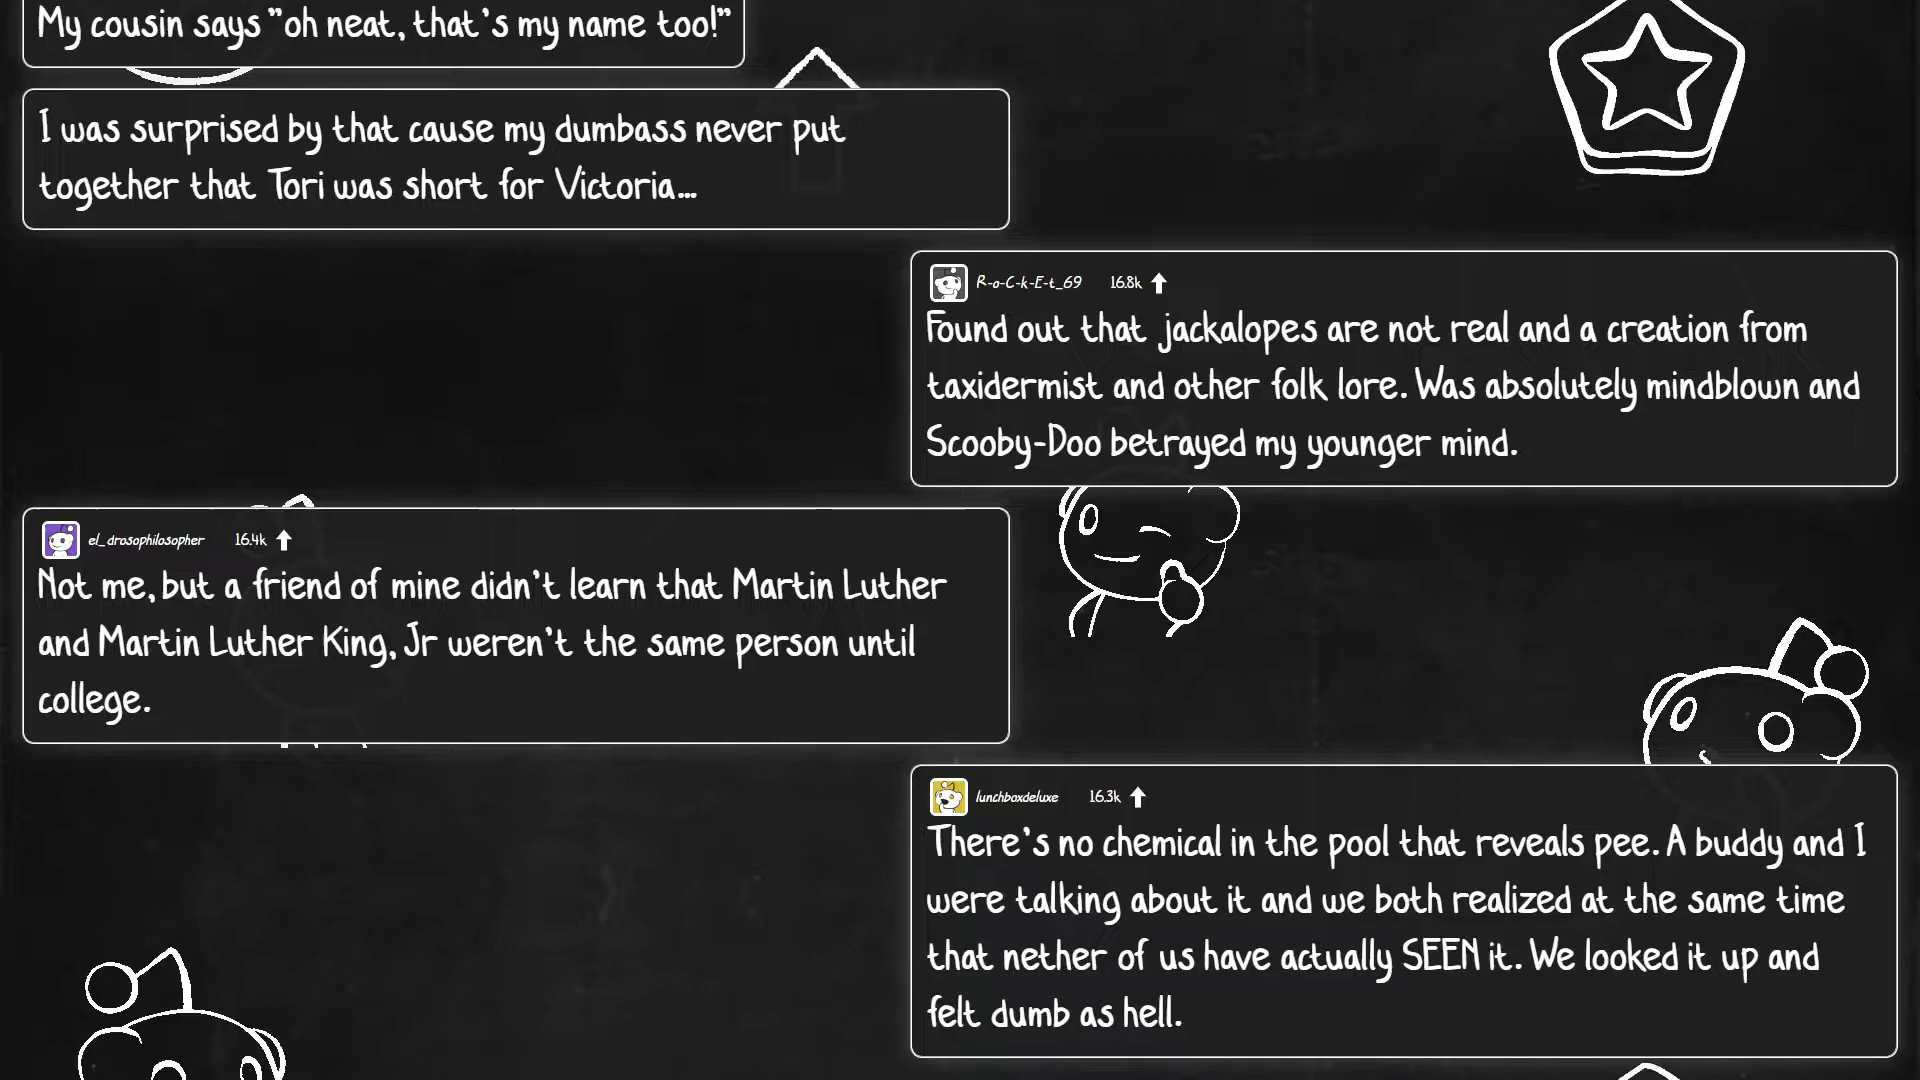 My cousin says "oh neat, that's my name too!"
I was surprised by that cause my dumbass never put
together that Tori was short for Victoria...
R-o-C-k-E-t_69 16.8k
Found out that jackalopes are not real and a creation from
taxidermist and other folk lore. Was absolutely mindblown and
Scooby-Doo betrayed my younger mind.
el_drosophilosopher 16.4k
Not me, but a friend of mine didn't learn that Martin Luther
and Martin Luther King, Jr weren't the same person until
college.
lunchboxdeluxe 16.3k
There's no chemical in the pool that reveals pee. A buddy and I
were talking about it and we both realized at the same time
that nether of us have actually SEEN it. We looked it up and
felt dumb as hell.